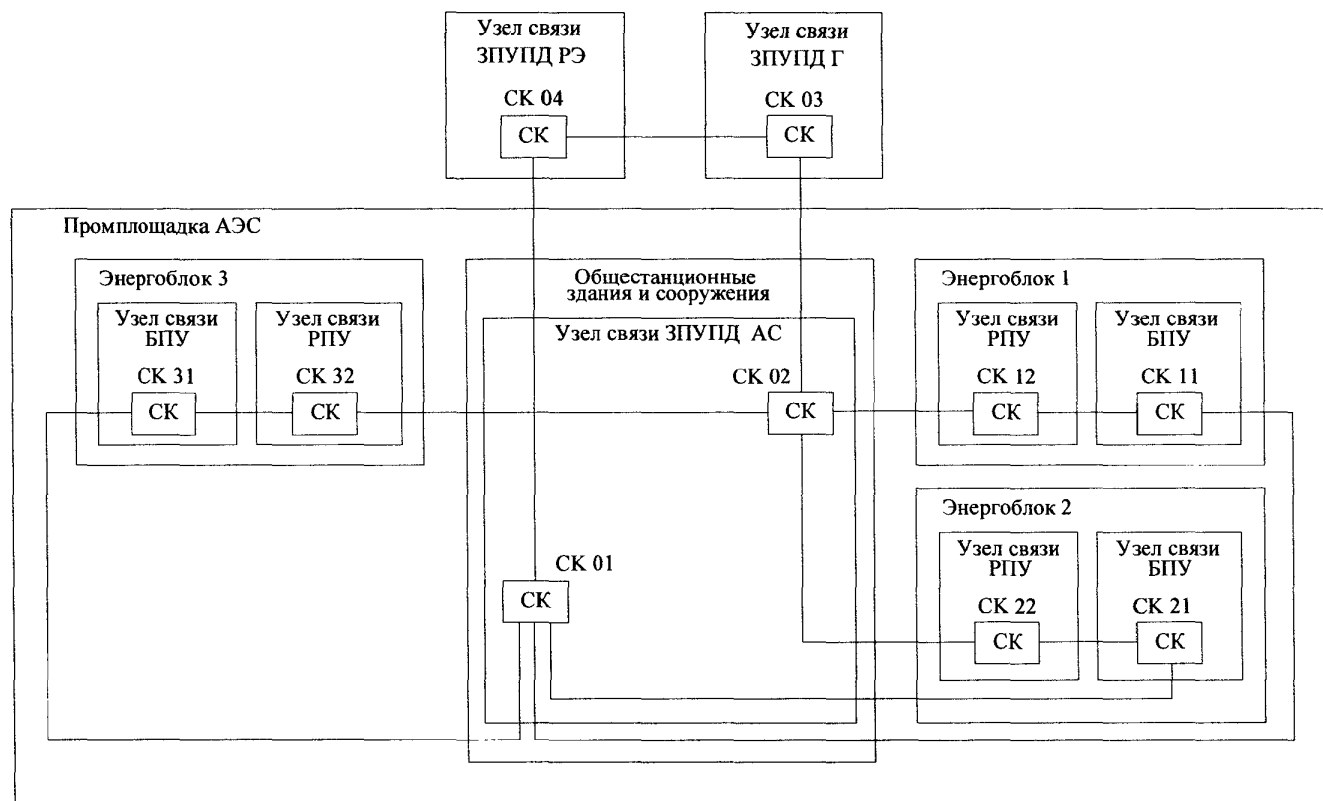 Узел связи
ЗПУПД РЭ
СК 04
СК
Узел связи
ЗПУПД Г
СК 03
СК
Промплощадка АЭС
Энергоблок 3
Узел связи
БПУ
СК 31
СК
Узел связи
РПУ
СК 32
СК
Общестанционные
здания и сооружения
Узел связи ЗПУПД АС
СК 02
СК
СК 01
СК
Энергоблок 1
Узел связи
РПУ
СК 12
СК
Узел связи
БПУ
СК 11
СК
Энергоблок 2
Узел связи
РПУ
СК 22
СК
Узел связи
БПУ
СК 21
СК